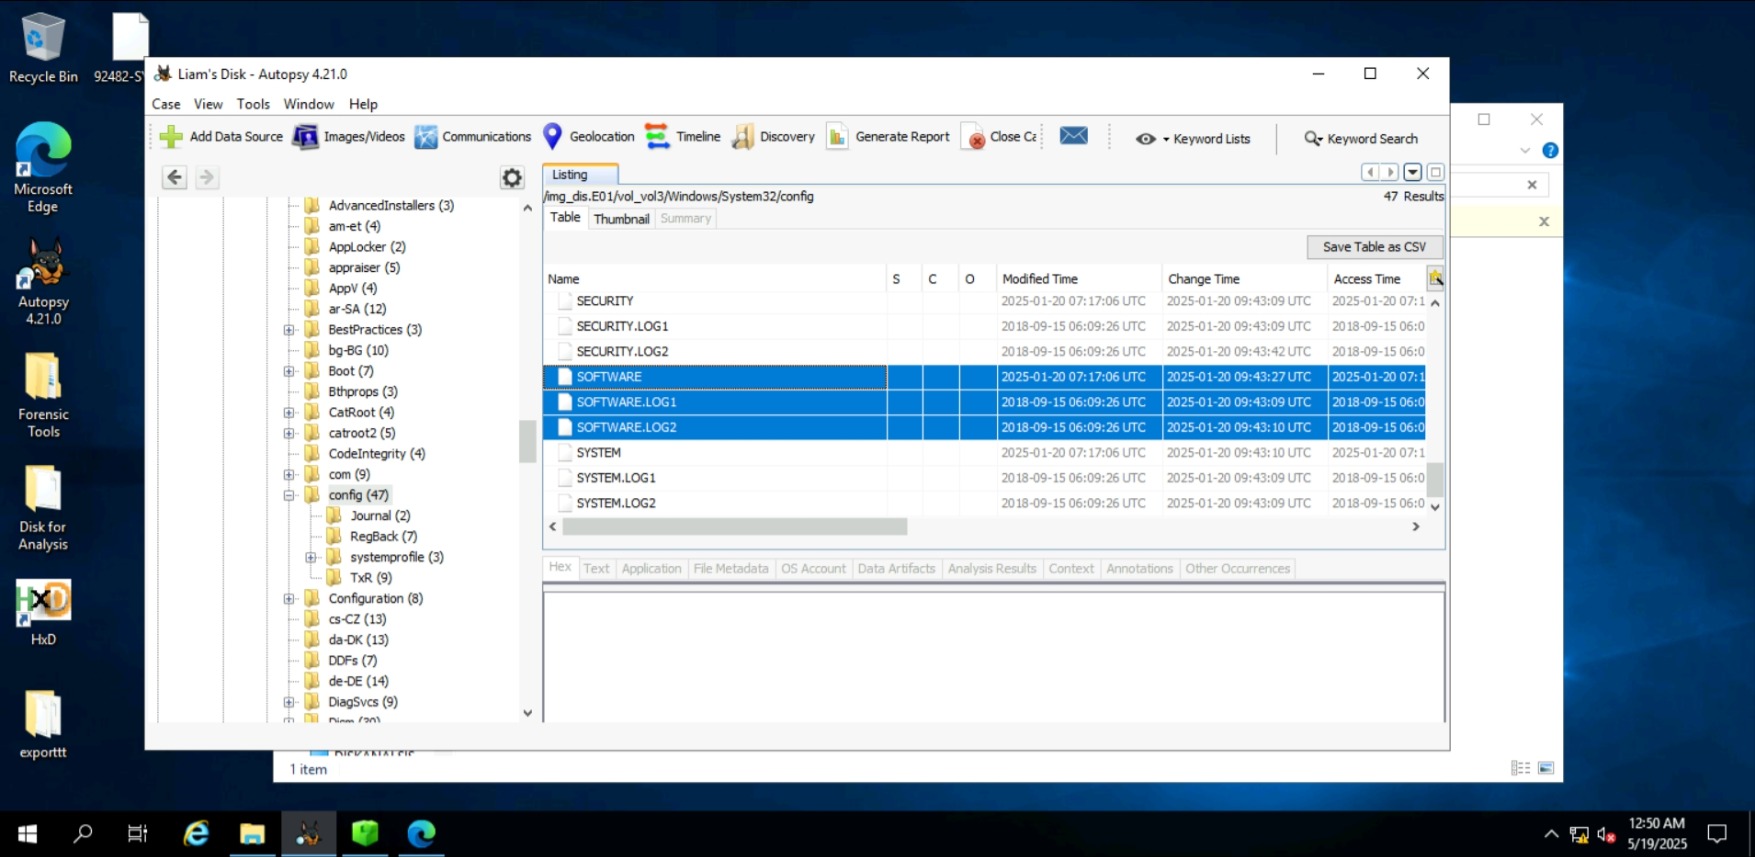 Recycle Bin
92482-SY
Microsoft
Edge
Autopsy
4.21.0
Forensic
Tools
Disk for
Analysis
HxD
exporttt
Liam's Disk - Autopsy 4.21.0
Case View Tools Window Help
Add Data Source Images/Videos Communications Geolocation Timeline Discovery Generate Report Close Ca Keyword Lists Keyword Search
AdvancedInstallers (3)
am-et (4)
AppLocker (2)
appraiser (5)
AppV (4)
ar-SA (12)
BestPractices (3)
bg-BG (10)
Boot (7)
Bthprops (3)
CatRoot (4)
catroot2 (5)
CodeIntegrity (4)
com (9)
config (47)
Journal (2)
RegBack (7)
systemprofile (3)
TxR (9)
Configuration (8)
cs-CZ (13)
da-DK (13)
DDFs (7)
de-DE (14)
DiagSvcs (9)
Dism (30)
Listing
/img_dis.E01/vol_vol3/Windows/System32/config 47 Results
Table Thumbnail Summary
Save Table as CSV
Name S C O Modified Time Change Time Access Time
SECURITY 2025-01-20 07:17:06 UTC 2025-01-20 09:43:09 UTC 2025-01-20 07:1
SECURITY.LOG1 2018-09-15 06:09:26 UTC 2025-01-20 09:43:09 UTC 2018-09-15 06:0
SECURITY.LOG2 2018-09-15 06:09:26 UTC 2025-01-20 09:43:42 UTC 2018-09-15 06:0
SOFTWARE 2025-01-20 07:17:06 UTC 2025-01-20 09:43:27 UTC 2025-01-20 07:1
SOFTWARE.LOG1 2018-09-15 06:09:26 UTC 2025-01-20 09:43:09 UTC 2018-09-15 06:0
SOFTWARE.LOG2 2018-09-15 06:09:26 UTC 2025-01-20 09:43:10 UTC 2018-09-15 06:0
SYSTEM 2025-01-20 07:17:06 UTC 2025-01-20 09:43:10 UTC 2025-01-20 07:1
SYSTEM.LOG1 2018-09-15 06:09:26 UTC 2025-01-20 09:43:09 UTC 2018-09-15 06:0
SYSTEM.LOG2 2018-09-15 06:09:26 UTC 2025-01-20 09:43:09 UTC 2018-09-15 06:0
Hex Text Application File Metadata OS Account Data Artifacts Analysis Results Context Annotations Other Occurrences
1 item
12:50 AM
5/19/2025